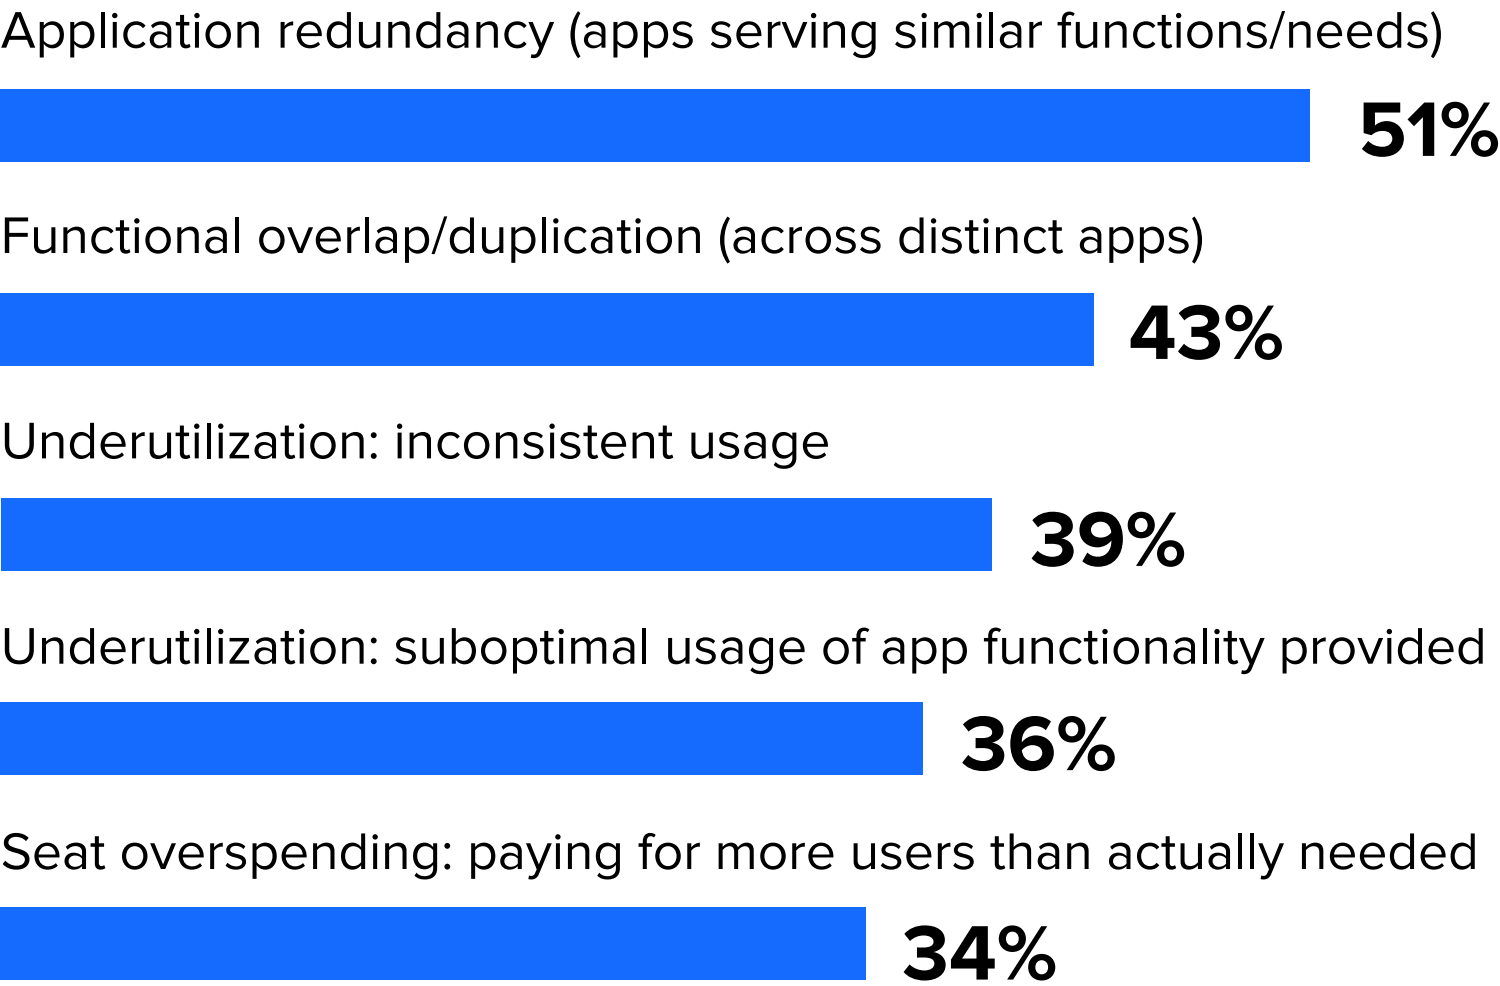 Application redundancy (apps serving similar functions/needs)
51%
Functional overlap/duplication (across distinct apps)
43%
Underutilization: inconsistent usage
39%
Underutilization: suboptimal usage of app functionality provided
36%
Seat overspending: paying for more users than actually needed
34%